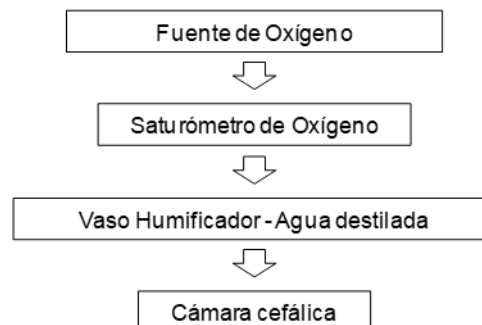 Fuente de Oxígeno
Saturómetro de Oxígeno
Vaso Humificador - Agua destilada
Cámara cefálica